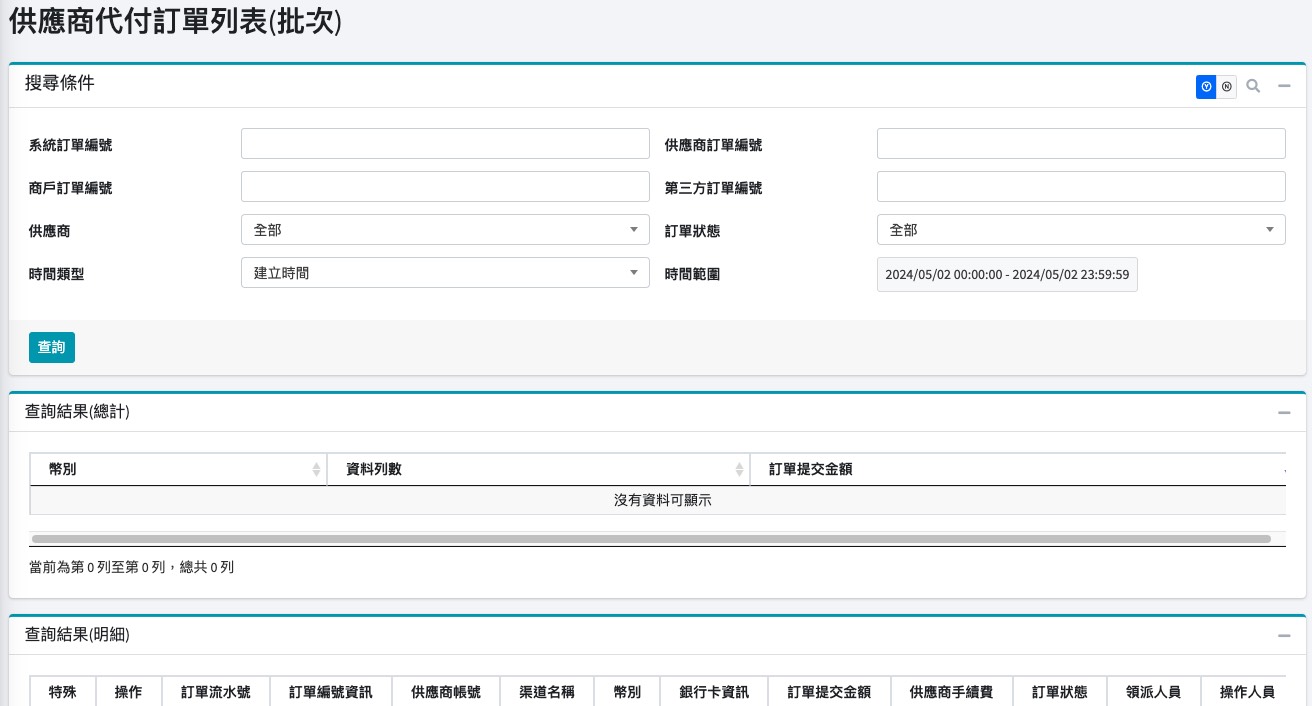 供應商代付訂單列表(批次)
搜尋條件
Y N
系統訂單編號
供應商訂單編號
商戶訂單編號
第三方訂單編號
供應商 全部
訂單狀態 全部
時間類型 建立時間
時間範圍 2024/05/02 00:00:00 - 2024/05/02 23:59:59
查詢
查詢結果(總計)
幣別 資料列數 訂單提交金額
沒有資料可顯示
當前為第 0 列至第 0 列，總共 0 列
查詢結果(明細)
特殊 操作 訂單流水號 訂單編號資訊 供應商帳號 渠道名稱 幣別 銀行卡資訊 訂單提交金額 供應商手續費 訂單狀態 領派人員 操作人員